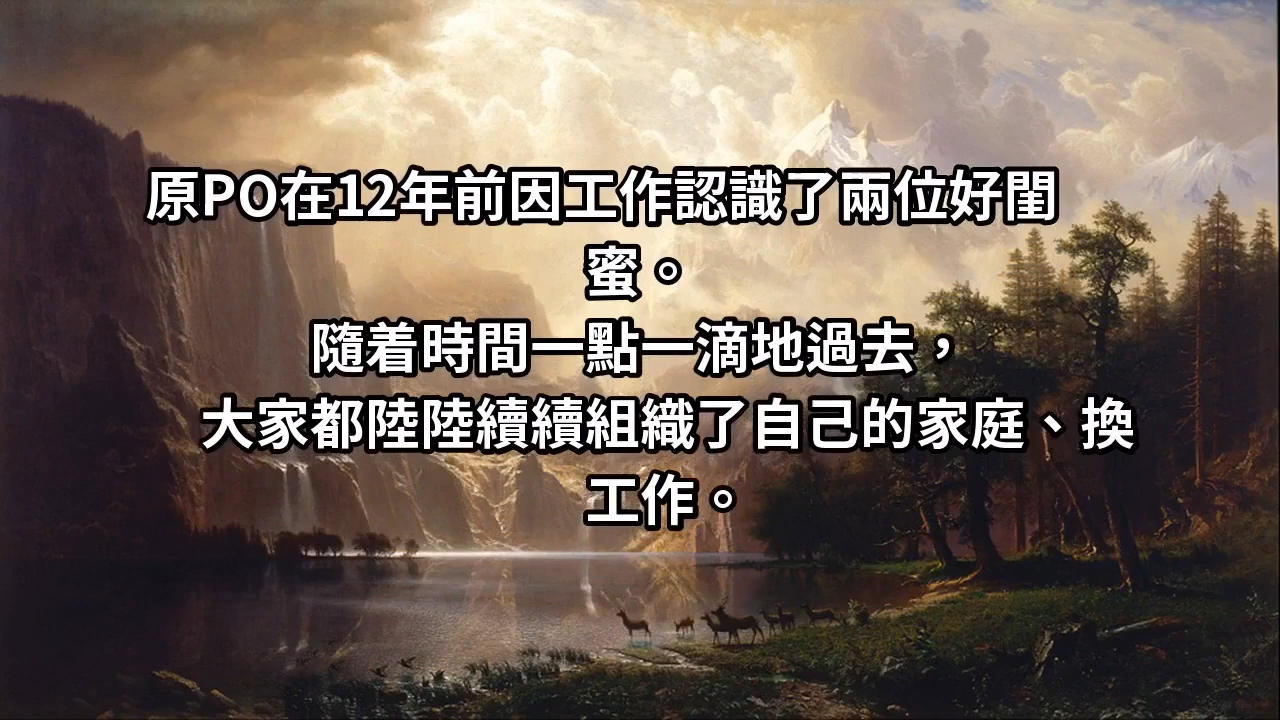 原PO在12年前因工作認識了兩位好閨
蜜。
隨着時間一點一滴地過去，
大家都陸陸續續組織了自己的家庭、換
工作。